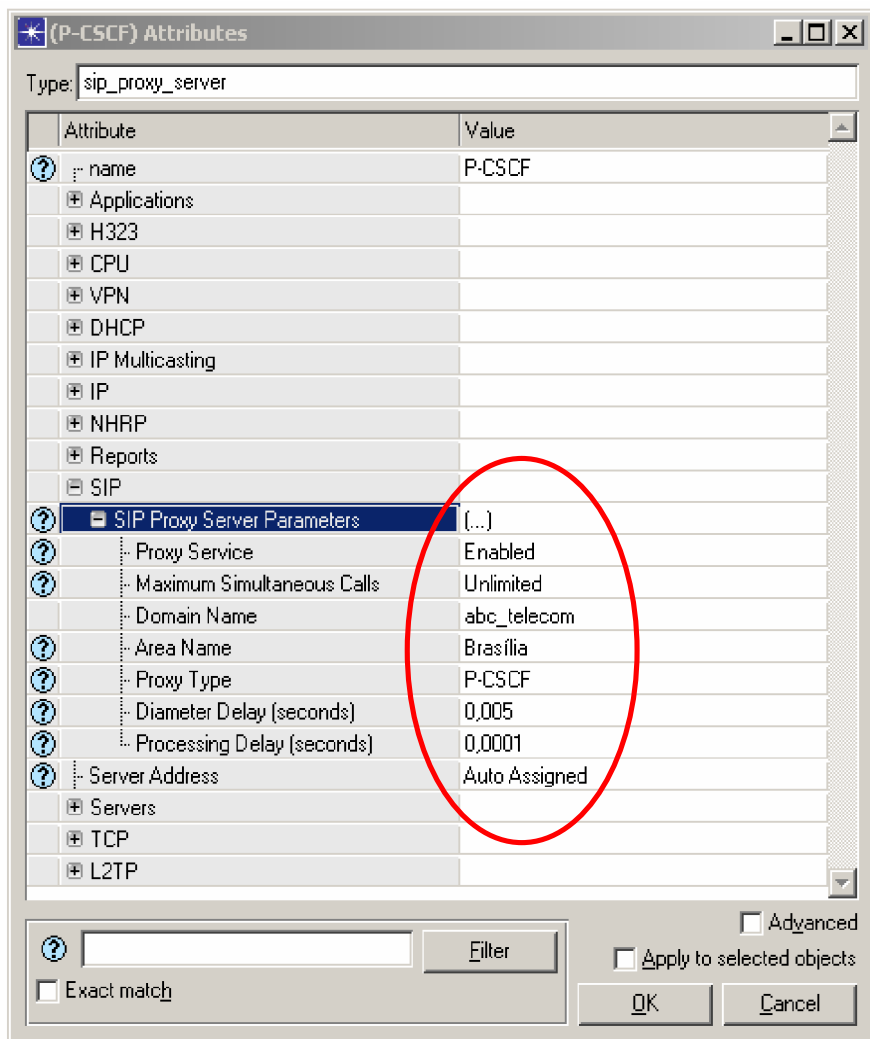 (P-CSCF) Attributes
Type: sip_proxy_server
Attribute Value
name P-CSCF
Applications
H323
CPU
VPN
DHCP
IP Multicasting
IP
NHRP
Reports
SIP
SIP Proxy Server Parameters (...)
Proxy Service Enabled
Maximum Simultaneous Calls Unlimited
Domain Name abc_telecom
Area Name Brasília
Proxy Type P-CSCF
Diameter Delay (seconds) 0,005
Processing Delay (seconds) 0,0001
Server Address Auto Assigned
Servers
TCP
L2TP
Advanced
Filter
Apply to selected objects
Exact match
OK Cancel